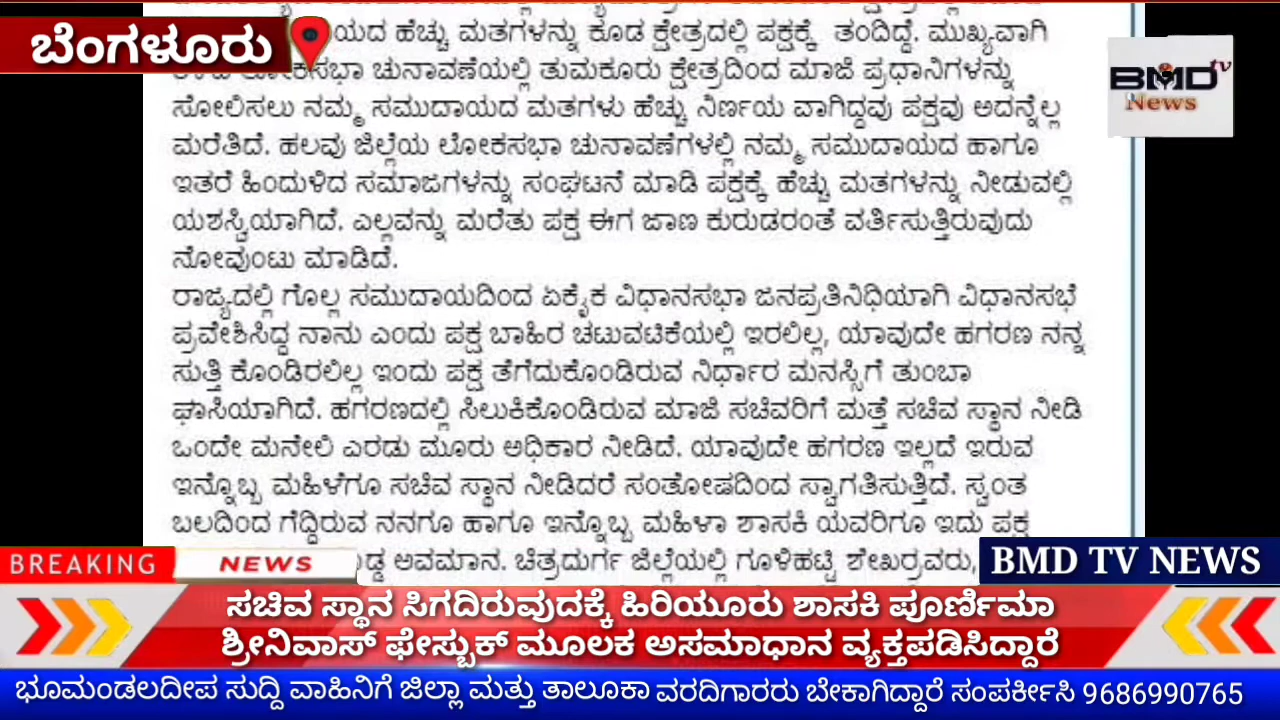 ಬೆಂಗಳೂರು
ಯದ ಹೆಚ್ಚು ಮತಗಳನ್ನು ಕೂಡ ಕ್ಷೇತ್ರದಲ್ಲಿ ಪಕ್ಷಕ್ಕೆ ತಂದಿದ್ದೆ. ಮುಖ್ಯವಾಗಿ
ಚುನಾವಣೆಯಲ್ಲಿ ತುಮಕೂರು ಕ್ಷೇತ್ರದಿಂದ ಮಾಜಿ ಪ್ರಧಾನಿಗಳನ್ನು
ಸೋಲಿಸಲು ನಮ್ಮ ಸಮುದಾಯದ ಮತಗಳು ಹೆಚ್ಚು ನಿರ್ಣಯ ವಾಗಿದ್ದವು ಪಕ್ಷವು ಅದನ್ನೆಲ್ಲ
ಮರೆತಿದೆ. ಹಲವು ಜಿಲ್ಲೆಯ ಲೋಕಸಭಾ ಚುನಾವಣೆಗಳಲ್ಲಿ ನಮ್ಮ ಸಮುದಾಯದ ಹಾಗೂ
ಇತರೆ ಹಿಂದುಳಿದ ಸಮಾಜಗಳನ್ನು ಸಂಘಟನೆ ಮಾಡಿ ಪಕ್ಷಕ್ಕೆ ಹೆಚ್ಚು ಮತಗಳನ್ನು ನೀಡುವಲ್ಲಿ
ಯಶಸ್ವಿಯಾಗಿದೆ. ಎಲ್ಲವನ್ನು ಮರೆತು ಪಕ್ಷ ಈಗ ಜಾಣ ಕುರುಡರಂತೆ ವರ್ತಿಸುತ್ತಿರುವುದು
ನೋವುಂಟು ಮಾಡಿದೆ.
ರಾಜ್ಯದಲ್ಲಿ ಗೊಲ್ಲ ಸಮುದಾಯದಿಂದ ಏಕೈಕ ವಿಧಾನಸಭಾ ಜನಪ್ರತಿನಿಧಿಯಾಗಿ ವಿಧಾನಸಭೆ
ಪ್ರವೇಶಿಸಿದ್ದ ನಾನು ಎಂದು ಪಕ್ಷ ಬಾಹಿರ ಚಟುವಟಿಕೆಯಲ್ಲಿ ಇರಲಿಲ್ಲ, ಯಾವುದೇ ಹಗರಣ ನನ್ನ
ಸುತ್ತಿ ಕೊಂಡಿರಲಿಲ್ಲ ಇಂದು ಪಕ್ಷ ತೆಗೆದುಕೊಂಡಿರುವ ನಿರ್ಧಾರ ಮನಸ್ಸಿಗೆ ತುಂಬಾ
ಘಾಸಿಯಾಗಿದೆ. ಹಗರಣದಲ್ಲಿ ಸಿಲುಕಿಕೊಂಡಿರುವ ಮಾಜಿ ಸಚಿವರಿಗೆ ಮತ್ತೆ ಸಚಿವ ಸ್ಥಾನ ನೀಡಿ
ಒಂದೇ ಮನೇಲಿ ಎರಡು ಮೂರು ಅಧಿಕಾರ ನೀಡಿದೆ. ಯಾವುದೇ ಹಗರಣ ಇಲ್ಲದೆ ಇರುವ
ಇನ್ನೊಬ್ಬ ಮಹಿಳೆಗೂ ಸಚಿವ ಸ್ಥಾನ ನೀಡಿದರೆ ಸಂತೋಷದಿಂದ ಸ್ವಾಗತಿಸುತ್ತಿದೆ. ಸ್ವಂತ
ಬಲದಿಂದ ಗೆದ್ದಿರುವ ನನಗೂ ಹಾಗೂ ಇನ್ನೊಬ್ಬ ಮಹಿಳಾ ಶಾಸಕಿ ಯವರಿಗೂ ಇದು ಪಕ್ಷ
ಅವಮಾನ. ಚಿತ್ರದುರ್ಗ ಜಿಲ್ಲೆಯಲ್ಲಿ ಗೂಳಿಹಟ್ಟಿ ಶೇಖರ್‌ರವರು,
BMD tv
News
BREAKING NEWS
BMD TV NEWS
ಸಚಿವ ಸ್ಥಾನ ಸಿಗದಿರುವುದಕ್ಕೆ ಹಿರಿಯೂರು ಶಾಸಕಿ ಪೂರ್ಣಿಮಾ
ಶ್ರೀನಿವಾಸ್ ಫೇಸ್ಬುಕ್ ಮೂಲಕ ಅಸಮಾಧಾನ ವ್ಯಕ್ತಪಡಿಸಿದ್ದಾರೆ
ಭೂಮಂಡಲದೀಪ ಸುದ್ದಿ ವಾಹಿನಿಗೆ ಜಿಲ್ಲಾ ಮತ್ತು ತಾಲೂಕಾ ವರದಿಗಾರರು ಬೇಕಾಗಿದ್ದಾರೆ ಸಂಪರ್ಕೀಸಿ 9686990765